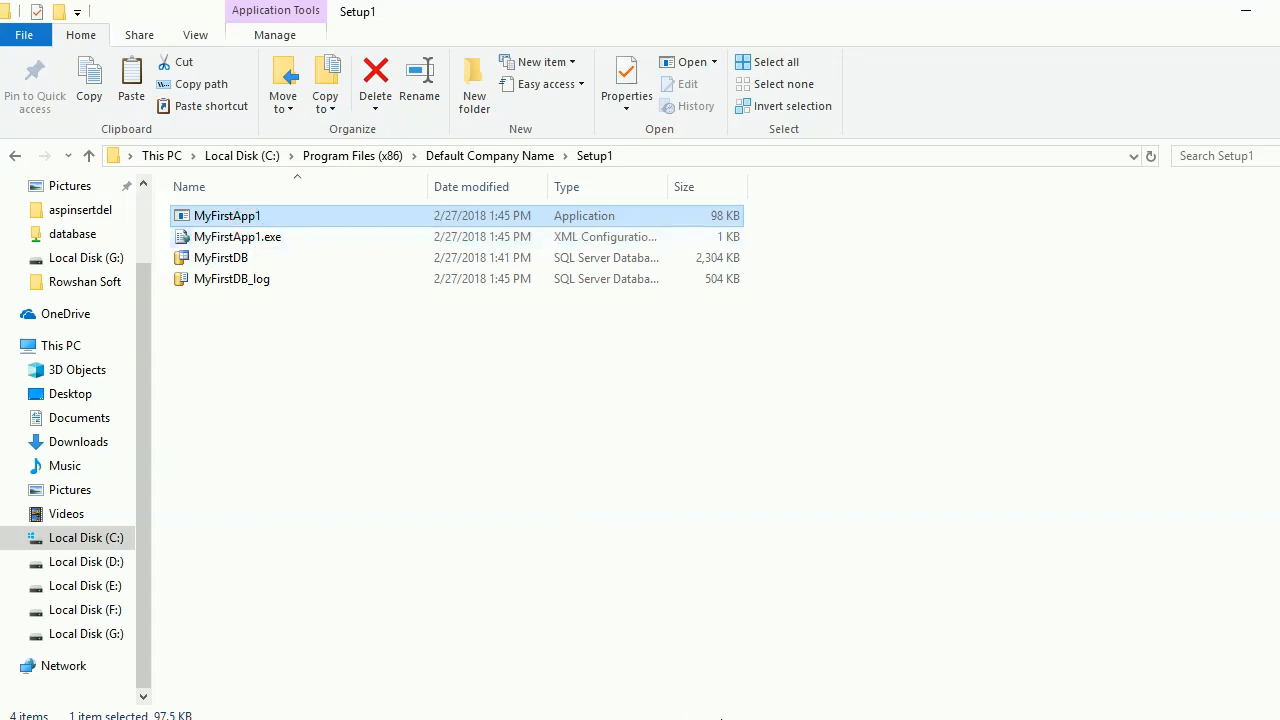 Application Tools
Setup1
File
Home
Share
View
Manage
Pin to Quick access
Copy
Paste
Cut
Copy path
Paste shortcut
Clipboard
Move to
Copy to
Delete
Rename
Organize
New folder
New item
Easy access
New
Properties
Open
Edit
History
Open
Select all
Select none
Invert selection
Select
This PC
Local Disk (C:)
Program Files (x86)
Default Company Name
Setup1
Search Setup1
Name
Date modified
Type
Size
MyFirstApp1 2/27/2018 1:45 PM Application 98 KB
MyFirstApp1.exe 2/27/2018 1:45 PM XML Configuratio... 1 KB
MyFirstDB 2/27/2018 1:41 PM SQL Server Databa... 2,304 KB
MyFirstDB_log 2/27/2018 1:45 PM SQL Server Databa... 504 KB
Pictures
aspinsertdel
database
Local Disk (G:)
Rowshan Soft
OneDrive
This PC
3D Objects
Desktop
Documents
Downloads
Music
Pictures
Videos
Local Disk (C:)
Local Disk (D:)
Local Disk (E:)
Local Disk (F:)
Local Disk (G:)
Network
4 items 1 item selected 97.5 KB